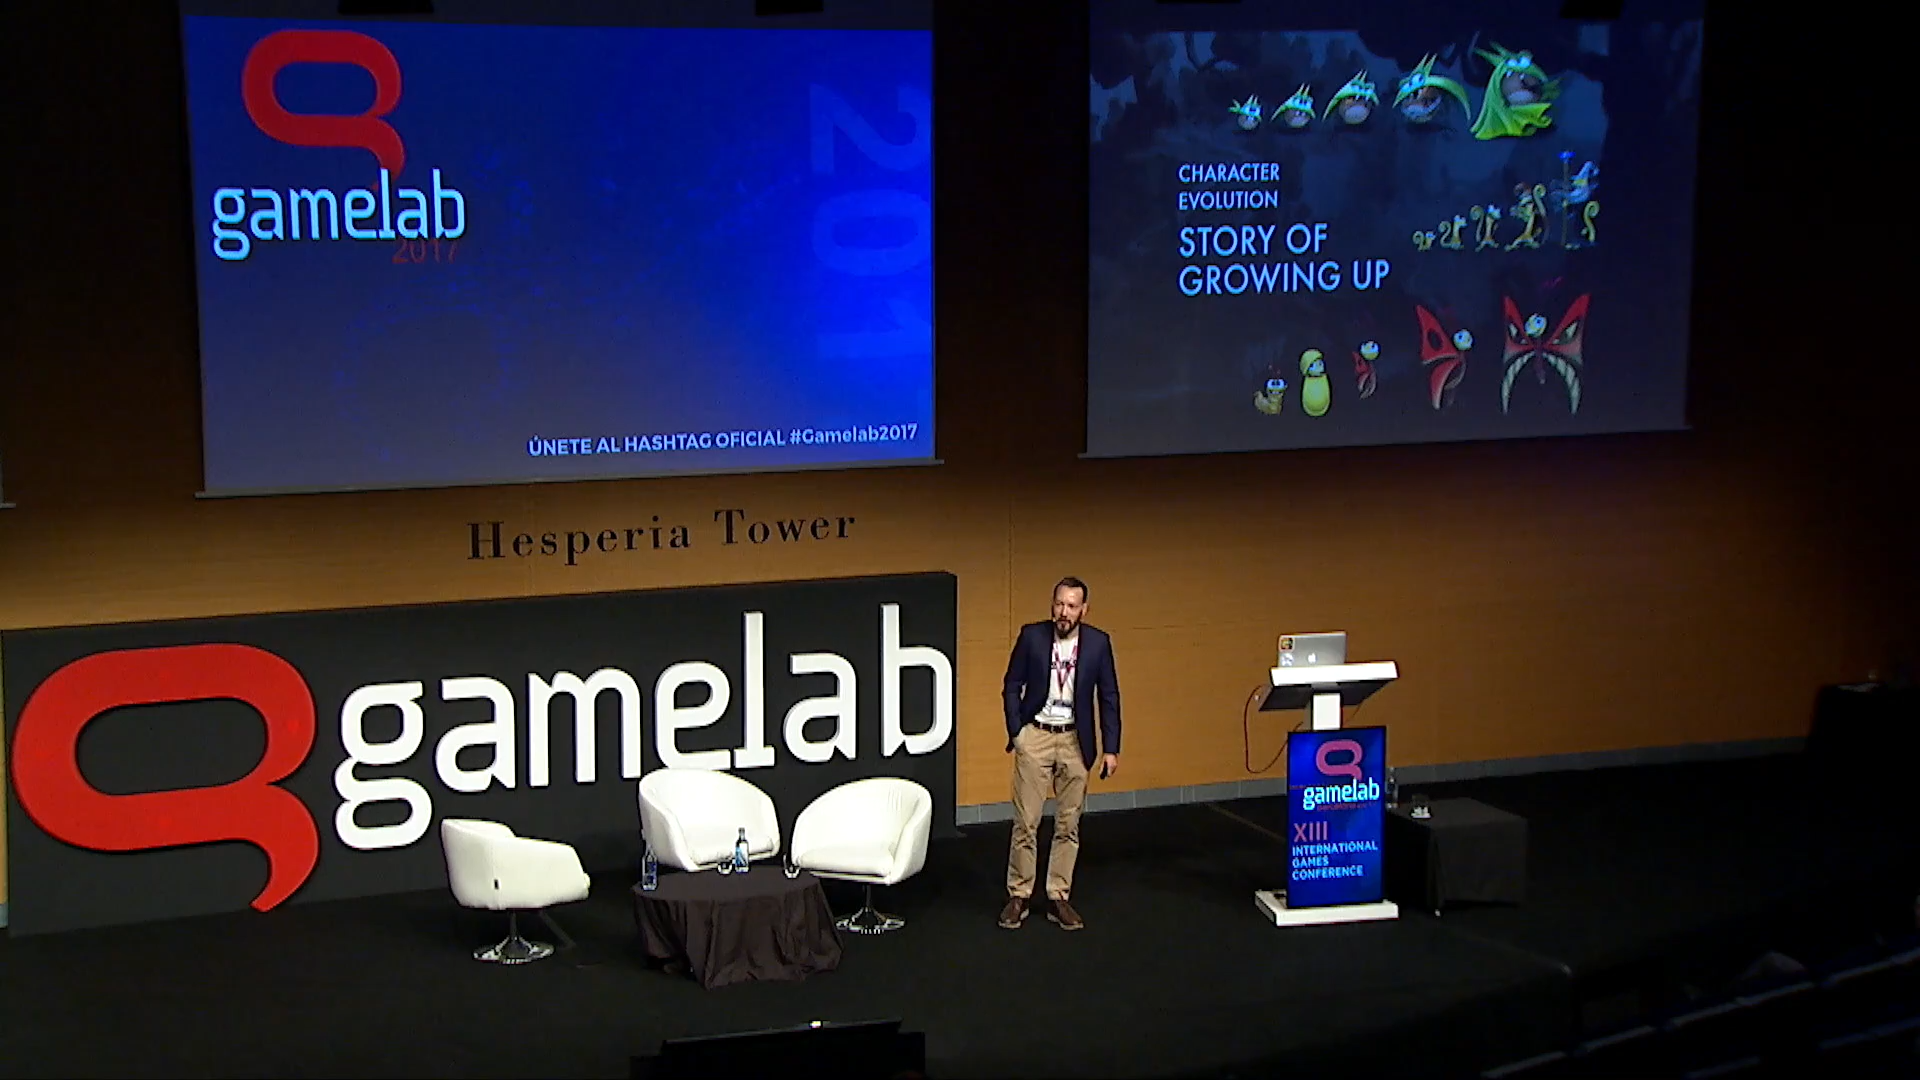 gamelab
2017
2017
ÚNETE AL HASHTAG OFICIAL #Gamelab2017
CHARACTER
EVOLUTION
STORY OF
GROWING UP
Hesperia Tower
gamelab
gamelab
XIII
INTERNATIONAL
GAMES
CONFERENCE